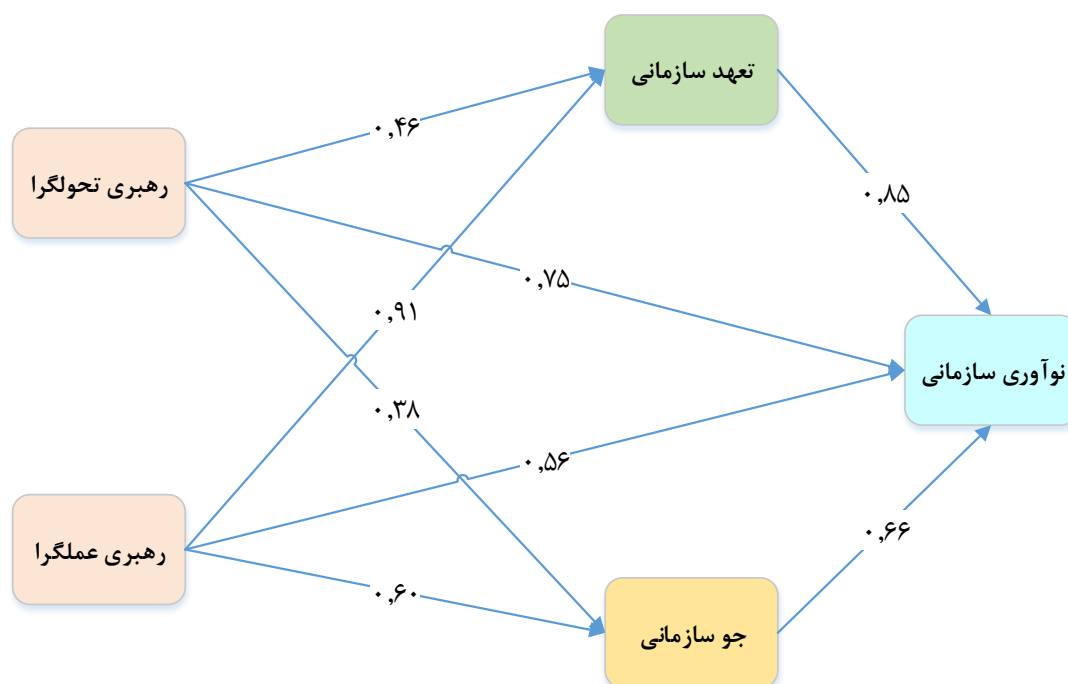 تعهد سازمانی
۰,۴۶
رهبری تحولگرا
۰,۸۵
۰,۷۵
۰,۹۱
نوآوری سازمانی
۰,۳۸
۰,۵۶
رهبری عملگرا
۰,۶۶
۰,۶۰
جو سازمانی